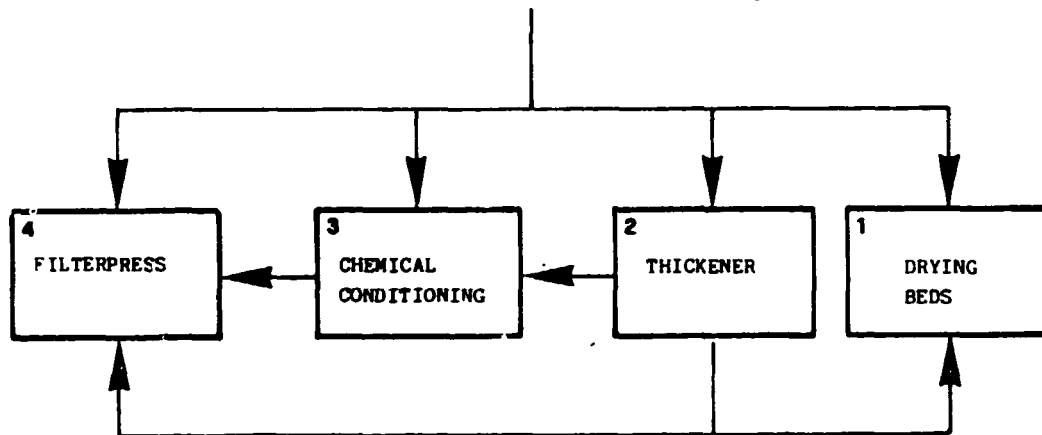 4
FILTERPRESS
3
CHEMICAL
CONDITIONING
2
THICKENER
1
DRYING
BEDS